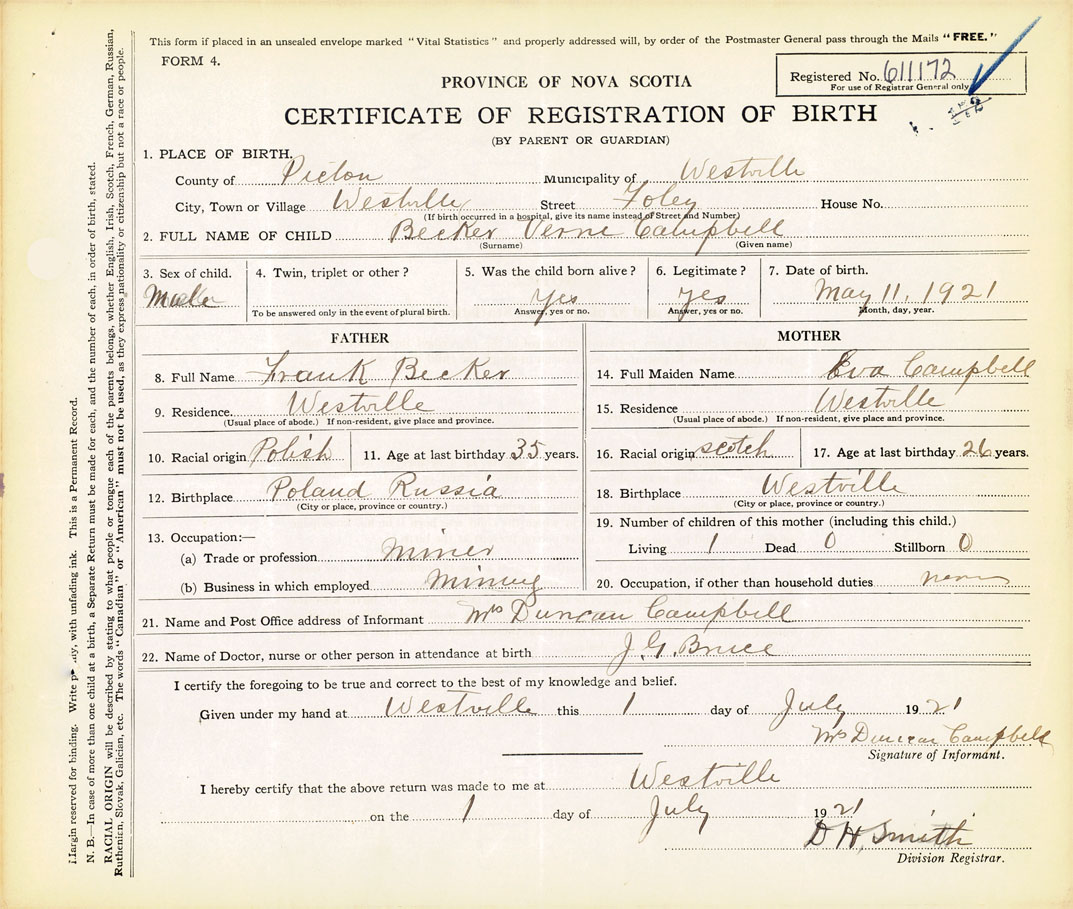 This form if placed in an unsealed envelope marked "Vital Statistics" and properly addressed will, by order of the Postmaster General pass through the Mails "FREE."
FORM 4.
Registered No. 611172
For use of Registrar General only
PROVINCE OF NOVA SCOTIA
CERTIFICATE OF REGISTRATION OF BIRTH
(BY PARENT OR GUARDIAN)
1. PLACE OF BIRTH.
County of Pictou Municipality of Westville
City, Town or Village Westville Street Foley House No.
(If birth occurred in a hospital, give its name instead of Street and Number)
2. FULL NAME OF CHILD Becker Verne Campbell
(Surname) (Given name)
3. Sex of child. 4. Twin, triplet or other? 5. Was the child born alive? 6. Legitimate? 7. Date of birth.
Yes Yes May 11, 1921
To be answered only in the event of plural birth. Answer, yes or no. Answer, yes or no. Month, day, year.
FATHER
8. Full Name Frank Becker
9. Residence. Westville
(Usual place of abode.) If non-resident, give place and province.
10. Racial origin Polish 11. Age at last birthday 35 years.
12. Birthplace Poland Russia
(City or place, province or country.)
13. Occupation:—
(a) Trade or profession miner
(b) Business in which employed mining
MOTHER
14. Full Maiden Name Eva Campbell
15. Residence Westville
(Usual place of abode.) If non-resident, give place and province.
16. Racial origin scotch 17. Age at last birthday 26 years.
18. Birthplace Westville
(City or place, province or country.)
19. Number of children of this mother (including this child.)
Living 1 Dead 0 Stillborn 0
20. Occupation, if other than household duties
21. Name and Post Office address of Informant Mrs Duncan Campbell
22. Name of Doctor, nurse or other person in attendance at birth J. G. Bruce
I certify the foregoing to be true and correct to the best of my knowledge and belief.
Given under my hand at Westville this 1 day of July 1921
Mrs Duncan Campbell
Signature of Informant.
I hereby certify that the above return was made to me at Westville
on the 1 day of July 1921
D H. Smith
Division Registrar.
Margin reserved for binding. Write with unfading ink. This is a Permanent Record.
N. B.—In case of more than one child at a birth, a Separate Return must be made for each, and the number of each, in order of birth, stated.
RACIAL ORIGIN will be described by stating to what people or tongue each of the parents belongs, whether English, Irish, Scotch, French, German, Russian,
Ruthenien, Slovak, Galician, etc. The words "Canadian" or "American" must not be used, as they express nationality or citizenship but not a race or people.